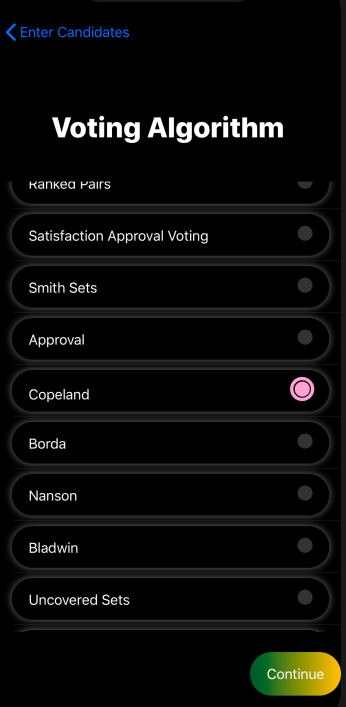 Enter Candidates
Voting Algorithm
Ranked Pairs
Satisfaction Approval Voting
Smith Sets
Approval
Copeland
Borda
Nanson
Bladwin
Uncovered Sets
Continue